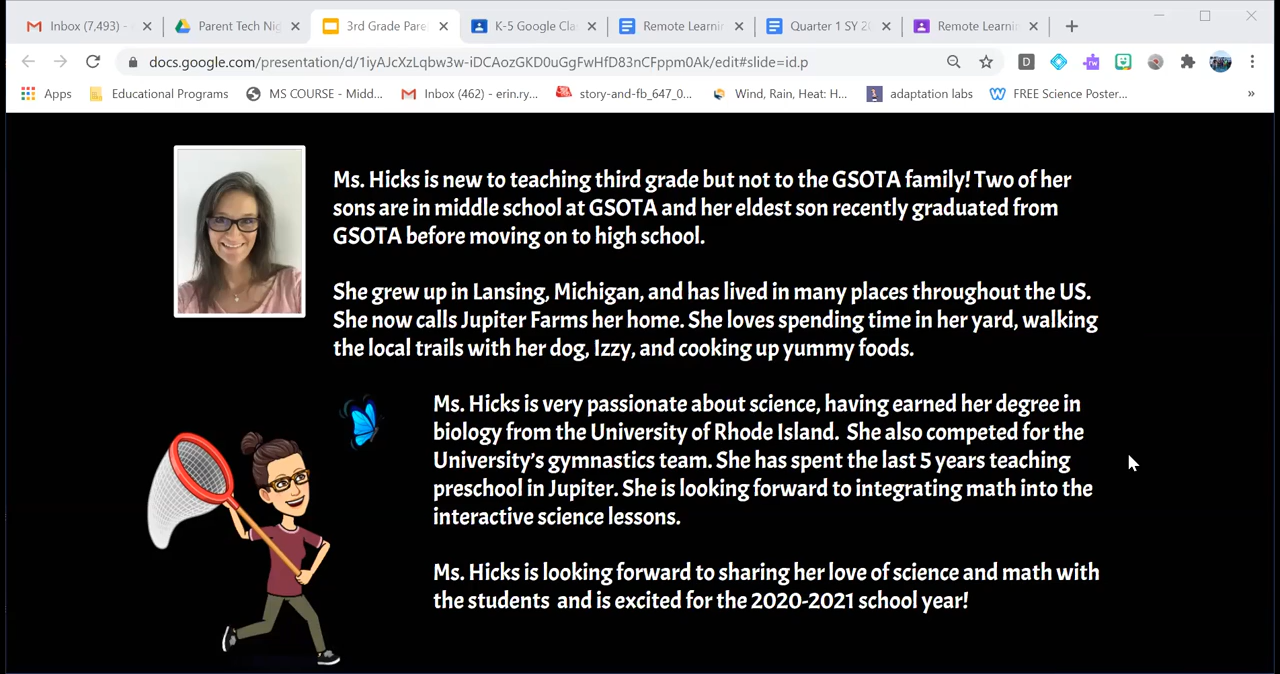 Inbox (7,493) -
Parent Tech Nig
3rd Grade Pare
K-5 Google Cla
Remote Learnin
Quarter 1 SY 20
Remote Learnin
docs.google.com/presentation/d/1iyAJcXzLqbw3w-iDCAozGKD0uGgFwHfD83nCFppm0Ak/edit#slide=id.p
Apps
Educational Programs
MS COURSE - Midd...
Inbox (462) - erin.ry...
story-and-fb_647_0...
Wind, Rain, Heat: H...
adaptation labs
FREE Science Poster...
Ms. Hicks is new to teaching third grade but not to the GSOTA family! Two of her
sons are in middle school at GSOTA and her eldest son recently graduated from
GSOTA before moving on to high school.
She grew up in Lansing, Michigan, and has lived in many places throughout the US.
She now calls Jupiter Farms her home. She loves spending time in her yard, walking
the local trails with her dog, Izzy, and cooking up yummy foods.
Ms. Hicks is very passionate about science, having earned her degree in
biology from the University of Rhode Island. She also competed for the
University's gymnastics team. She has spent the last 5 years teaching
preschool in Jupiter. She is looking forward to integrating math into the
interactive science lessons.
Ms. Hicks is looking forward to sharing her love of science and math with
the students and is excited for the 2020-2021 school year!